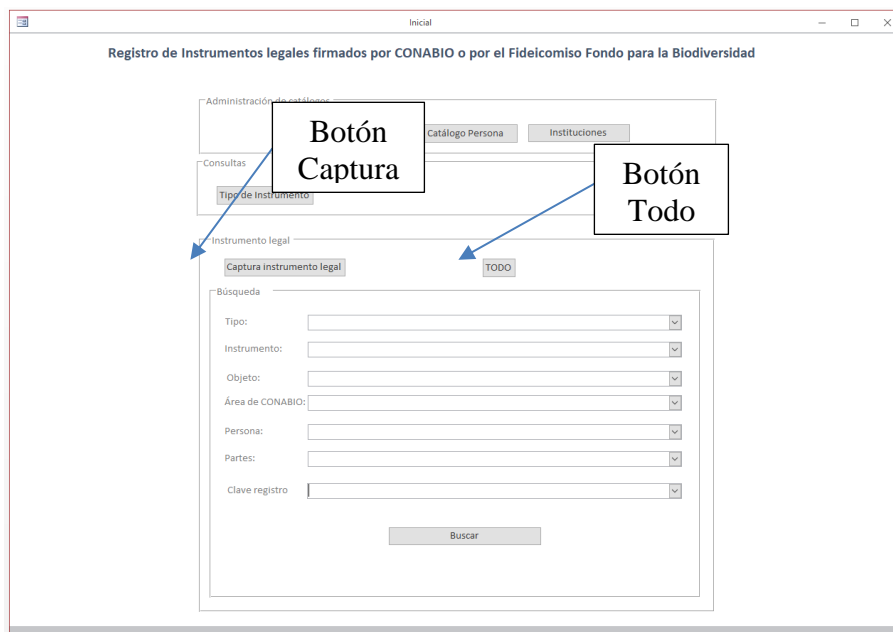 Inicial
Registro de Instrumentos legales firmados por CONABIO o por el Fideicomiso Fondo para la Biodiversidad
Administración de catálogos
Catálogo Persona
Instituciones
Botón
Captura
Consultas
Tipo de Instrumento
Botón
Todo
Instrumento legal
Captura instrumento legal
TODO
Búsqueda
Tipo:
Instrumento:
Objeto:
Área de CONABIO:
Persona:
Partes:
Clave registro
Buscar